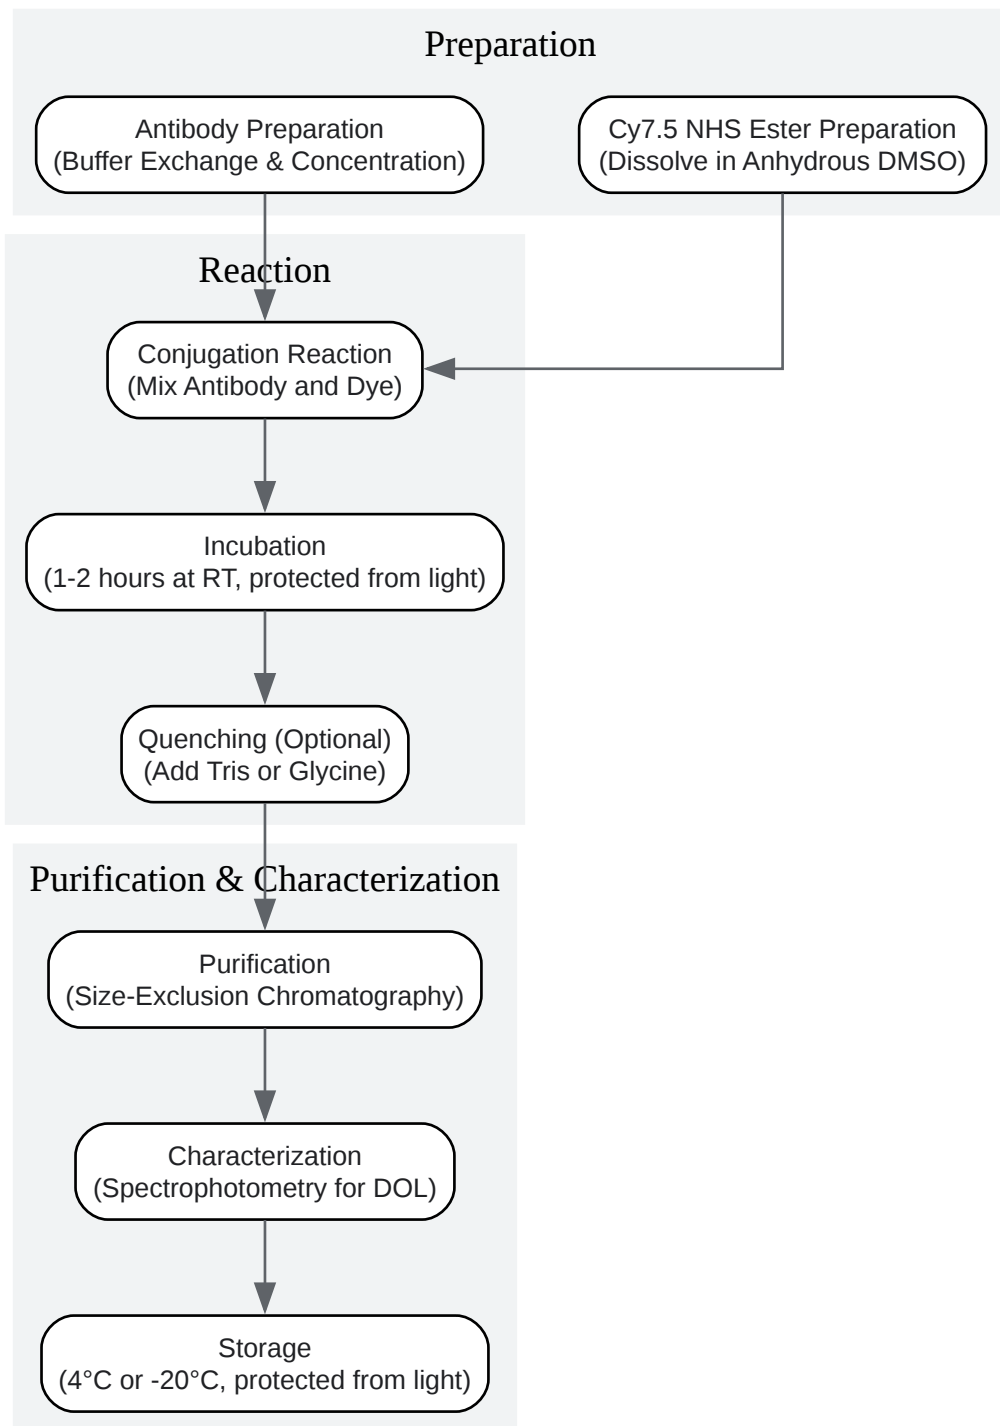 Preparation
Antibody Preparation
(Buffer Exchange & Concentration)
Cy7.5 NHS Ester Preparation
(Dissolve in Anhydrous DMSO)
Reaction
Conjugation Reaction
(Mix Antibody and Dye)
Incubation
(1-2 hours at RT, protected from light)
Quenching (Optional)
(Add Tris or Glycine)
Purification & Characterization
Purification
(Size-Exclusion Chromatography)
Characterization
(Spectrophotometry for DOL)
Storage
(4°C or -20°C, protected from light)